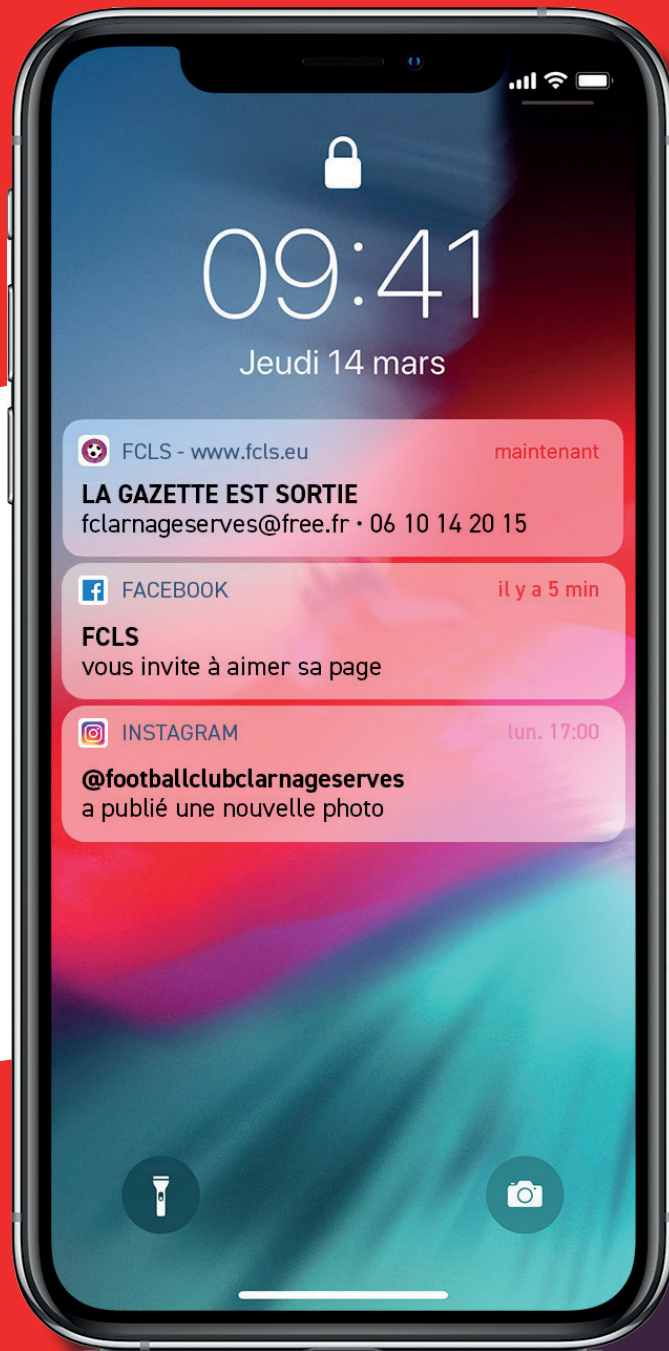 09:41
Jeudi 14 mars
FCLS - www.fcls.eu maintenant
LA GAZETTE EST SORTIE
fclarnageserves@free.fr • 06 10 14 20 15
FACEBOOK il y a 5 min
FCLS
vous invite à aimer sa page
INSTAGRAM lun. 17:00
@footballclubclarnageserves
a publié une nouvelle photo